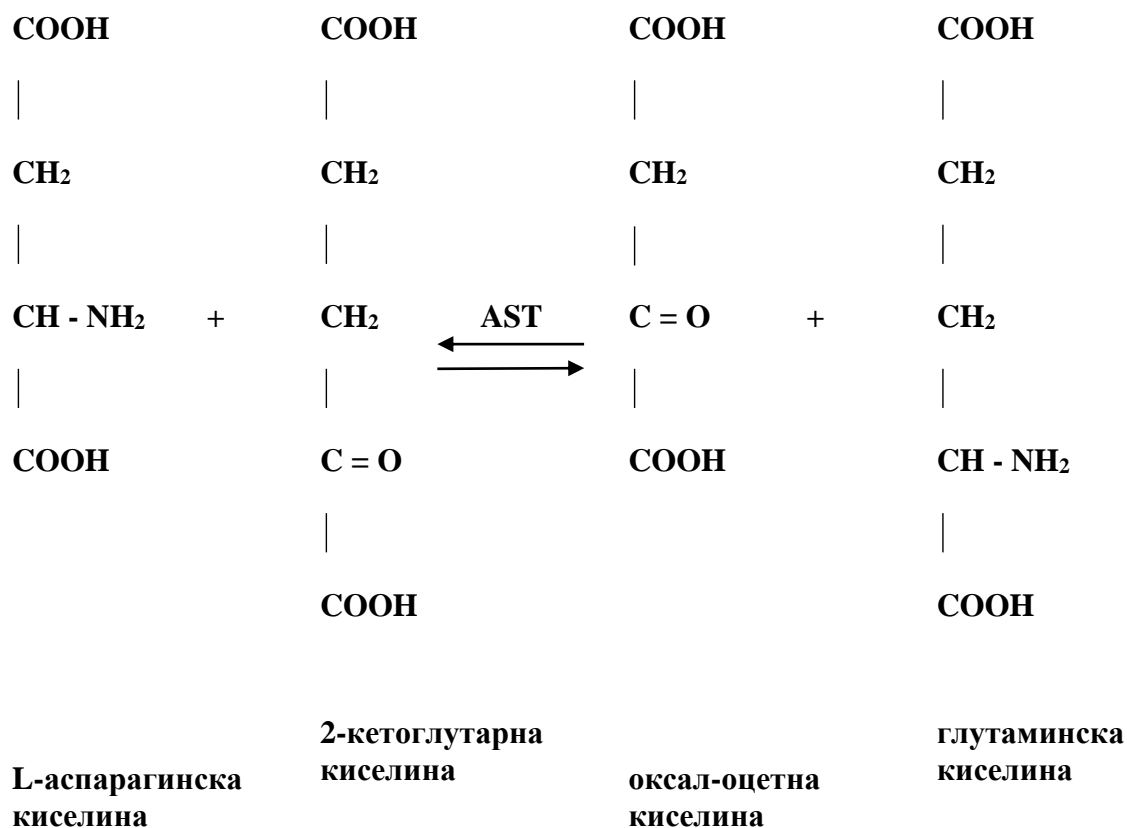 COOH COOH COOH COOH
| | | |
CH₂ CH₂ CH₂ CH₂
| | | |
CH - NH₂ + CH₂ AST C = O + CH₂
| | | |
COOH C = O COOH CH - NH₂
| |
COOH COOH
2-кетоглутарна глутаминска
киселина киселина
L-аспарагинска оксал-оцетна
киселина киселина